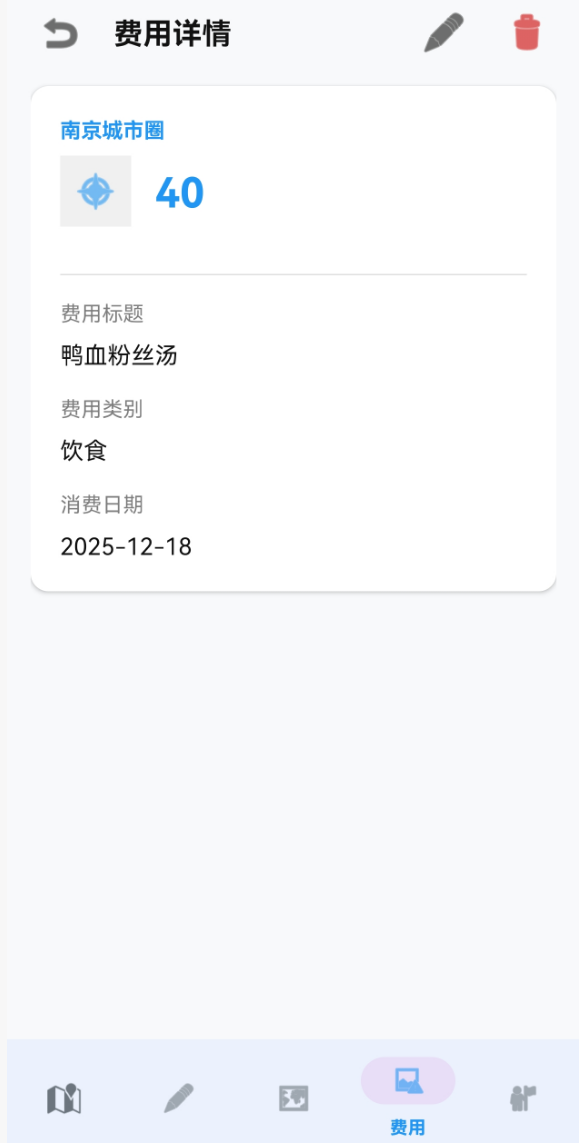 费用详情
南京城市圈
40
费用标题
鸭血粉丝汤
费用类别
饮食
消费日期
2025-12-18
费用